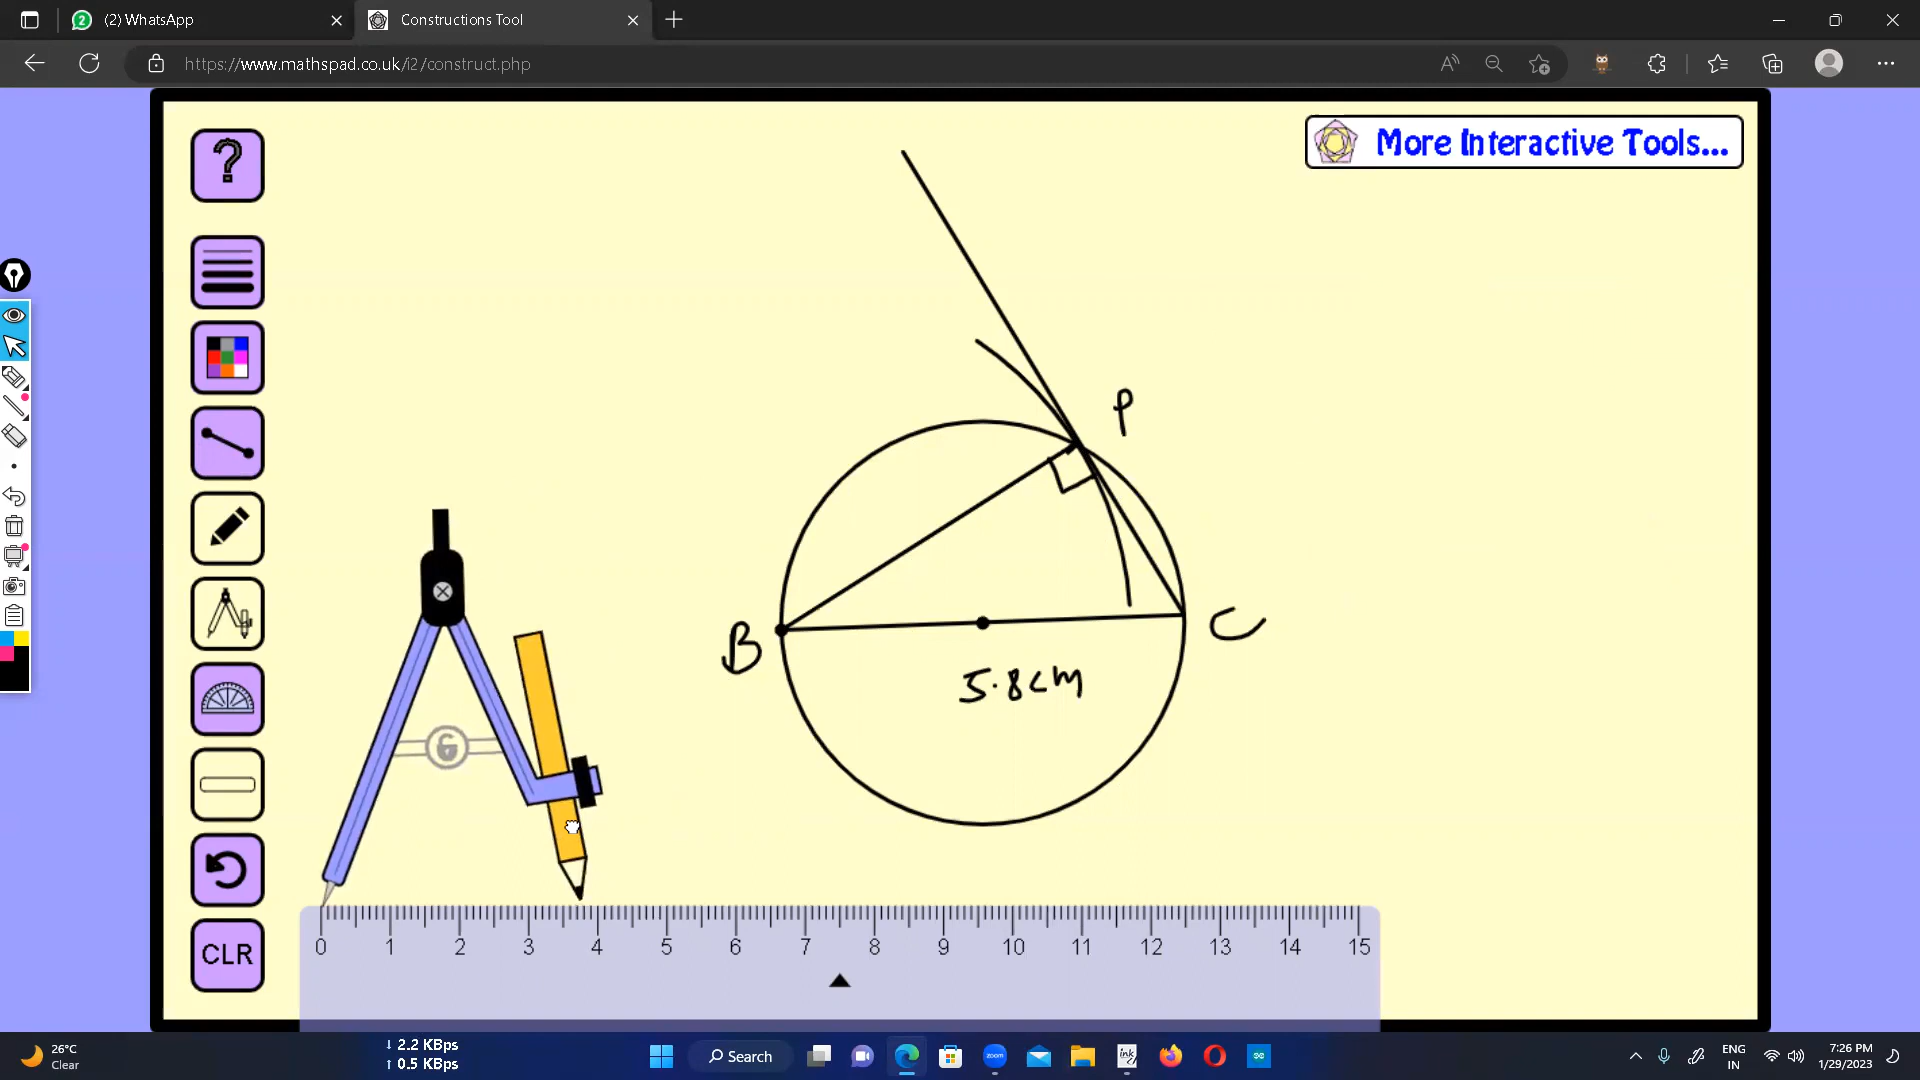 (2) WhatsApp
Constructions Tool
https://www.mathspad.co.uk/i2/construct.php
?
More Interactive Tools...
P
B
C
5.8cm
CLR
0 1 2 3 4 5 6 7 8 9 10 11 12 13 14 15
26°C
Clear
↓ 2.2 KBps
↑ 0.5 KBps
Search
zoom
ink
ENG
IN
7:26 PM
1/29/2023